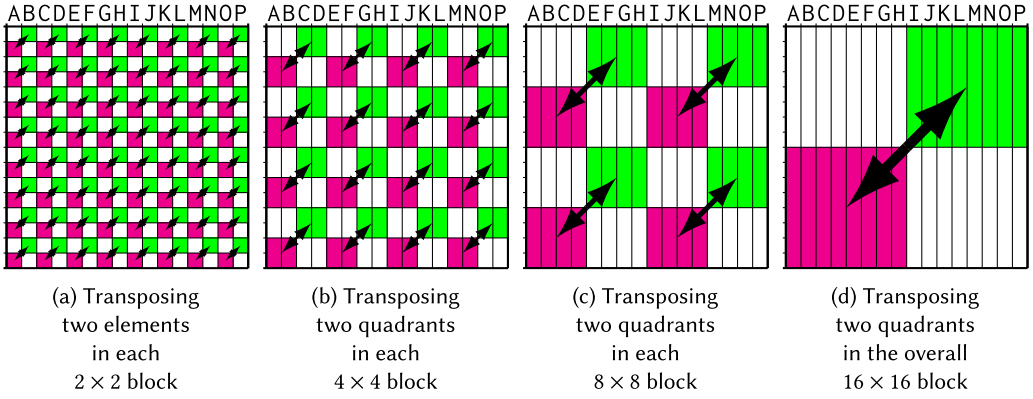 ABCDEFGHIJKLMNOP ABCDEFGHIJKLMNOP ABCDEFGHIJKLMNOP ABCDEFGHIJKLMNOP
(a) Transposing
two elements
in each
2 × 2 block
(b) Transposing
two quadrants
in each
4 × 4 block
(c) Transposing
two quadrants
in each
8 × 8 block
(d) Transposing
two quadrants
in the overall
16 × 16 block